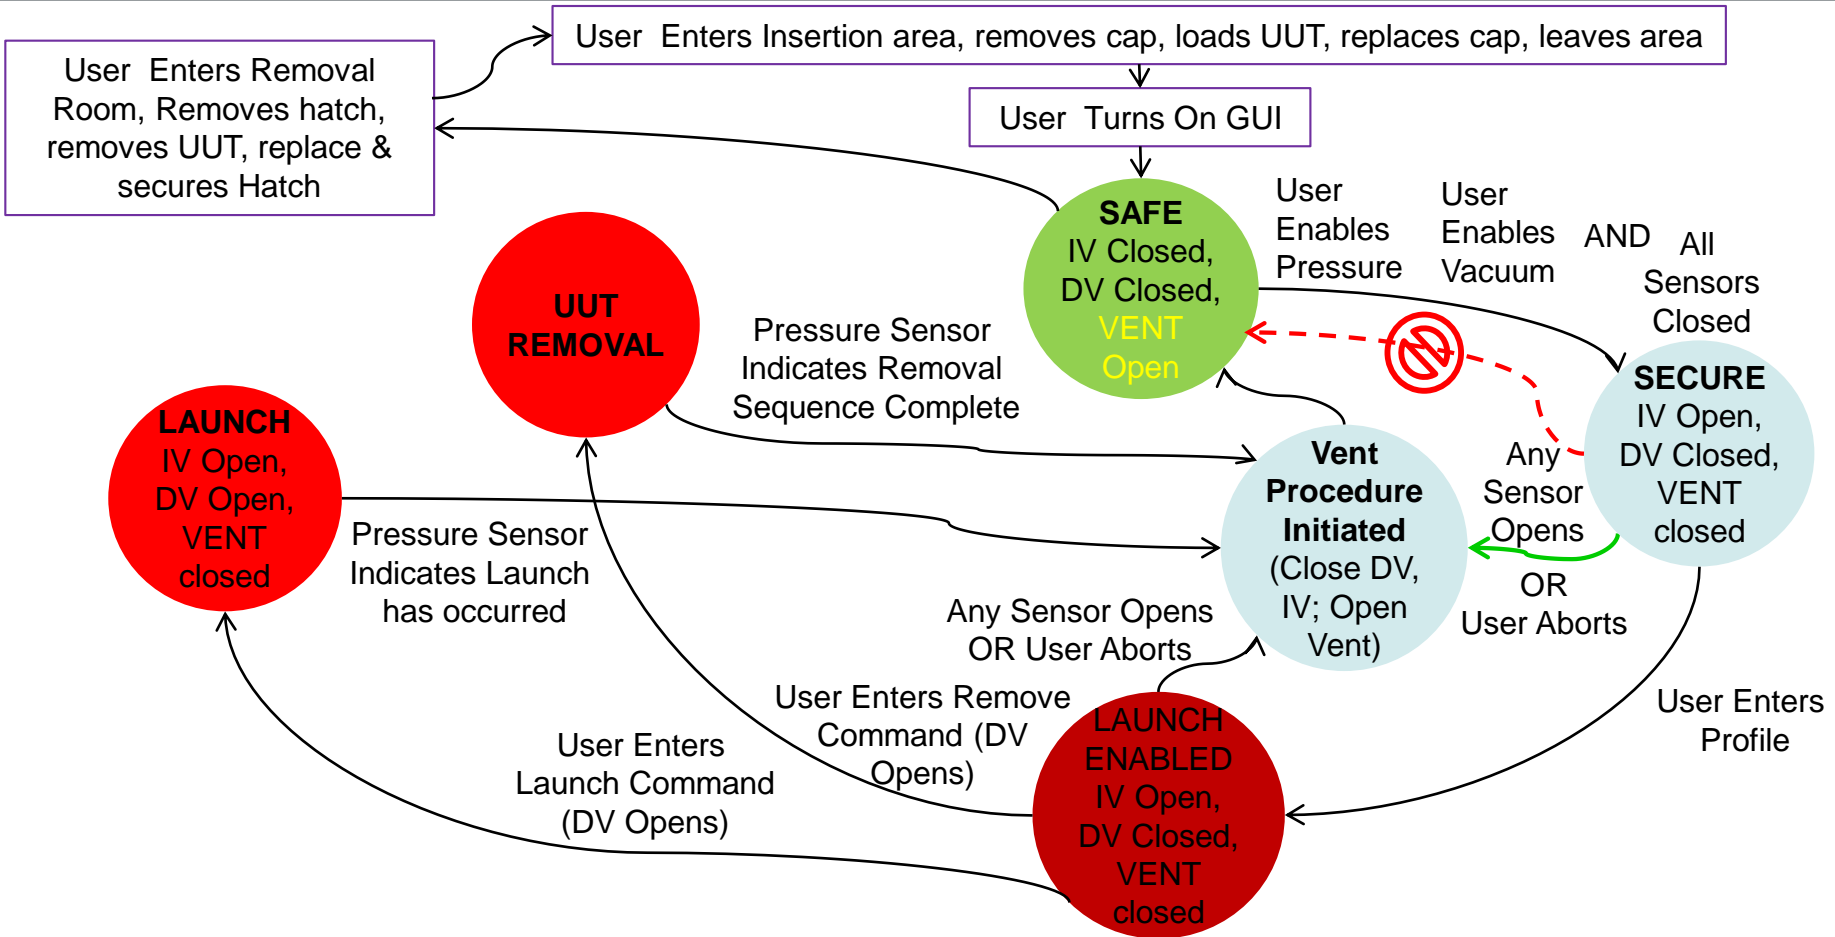 User Enters Insertion area, removes cap, loads UUT, replaces cap, leaves area
User Enters Removal
Room, Removes hatch,
removes UUT, replace &
secures Hatch
User Turns On GUI
SAFE
IV Closed,
DV Closed,
VENT
Open
User
Enables
Pressure
User
Enables
Vacuum
AND
All
Sensors
Closed
UUT
REMOVAL
Pressure Sensor
Indicates Removal
Sequence Complete
SECURE
IV Open,
DV Closed,
VENT
closed
LAUNCH
IV Open,
DV Open,
VENT
closed
Vent
Procedure
Initiated
(Close DV,
IV; Open
Vent)
Any
Sensor
Opens
OR
User Aborts
Pressure Sensor
Indicates Launch
has occurred
Any Sensor Opens
OR User Aborts
User Enters Remove
Command (DV
Opens)
User Enters
Launch Command
(DV Opens)
User Enters
Profile
LAUNCH
ENABLED
IV Open,
DV Closed,
VENT
closed